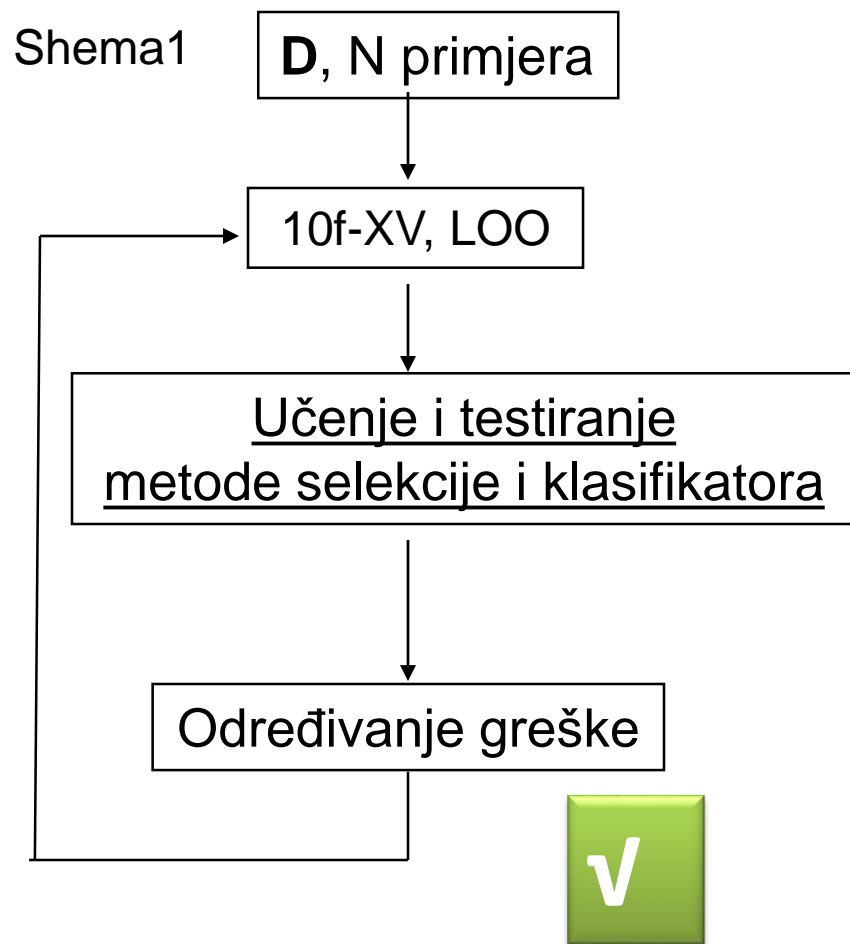 Shema1
D, N primjera
10f-XV, LOO
Učenje i testiranje
metode selekcije i klasifikatora
Određivanje greške
√